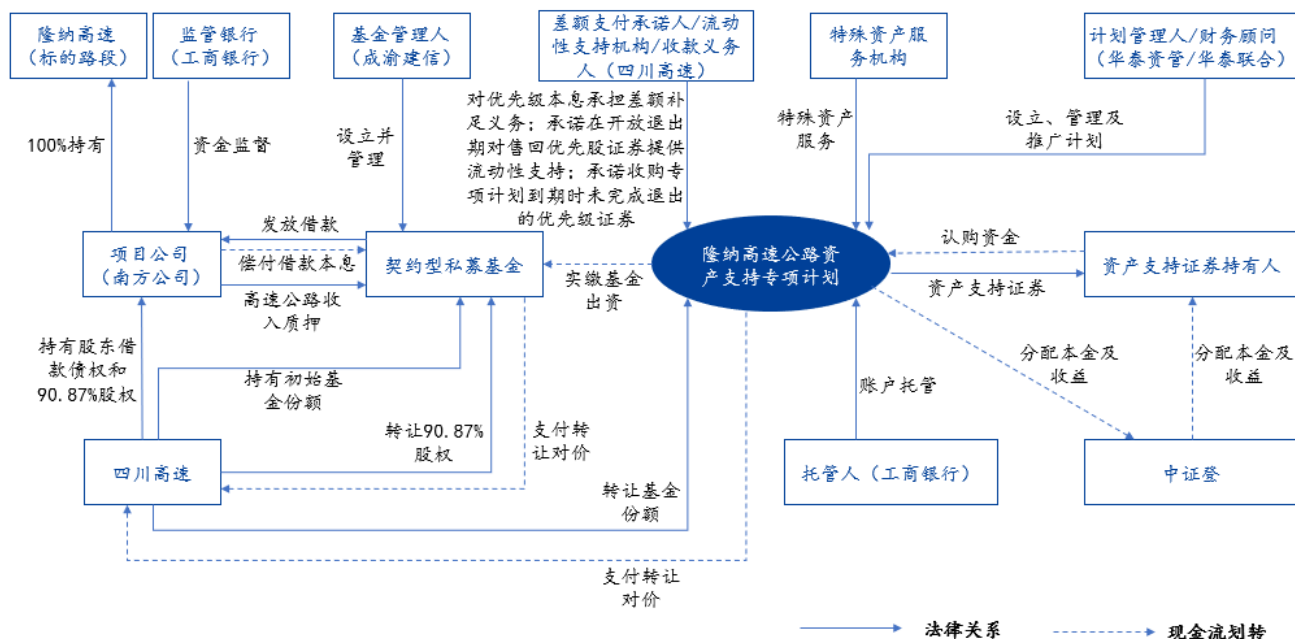 隆纳高速
（标的路段）
监管银行
（工商银行）
基金管理人
（成渝建信）
差额支付承诺人/流动
性支持机构/收款义务
人（四川高速）
特殊资产服
务机构
计划管理人/财务顾问
（华泰资管/华泰联合）
100%持有
资金监督
设立并
管理
对优先级本息承担差额补
足义务；承诺在开放退出
期对售回优先股证券提供
流动性支持；承诺收购专
项计划到期时未完成退出
的优先级证券
特殊资产
服务
设立、管理及
推广计划
项目公司
（南方公司）
发放借款
偿付借款本息
高速公路收
入质押
契约型私募基金
实缴基金
出资
隆纳高速公路资
产支持专项计划
认购资金
资产支持证券
资产支持证券持有人
持有股东借
款债权和
90.87%股权
持有初始基
金份额
转让90.87%
股权
支付转
让对价
账户托管
分配本金及
收益
分配本金及
收益
四川高速
转让基金
份额
托管人（工商银行）
中证登
支付转让
对价
法律关系
现金流划转